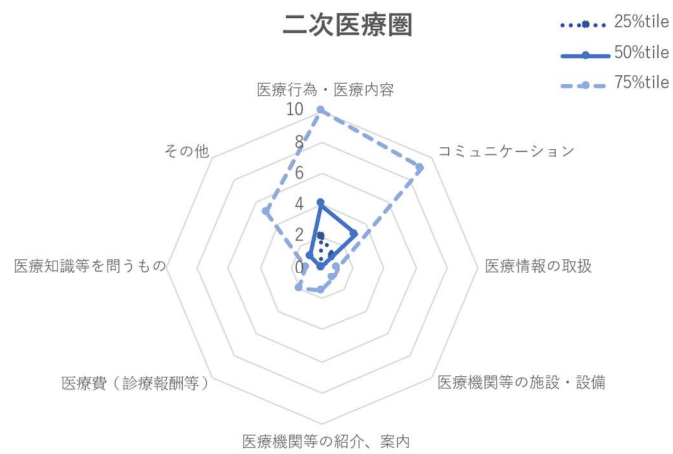 二次医療圏
25%tile
50%tile
75%tile
医療行為・医療内容
10
8
6
4
2
0
コミュニケーション
医療情報の取扱
医療機関等の施設・設備
医療機関等の紹介、案内
医療費（診療報酬等）
医療知識等を問うもの
その他